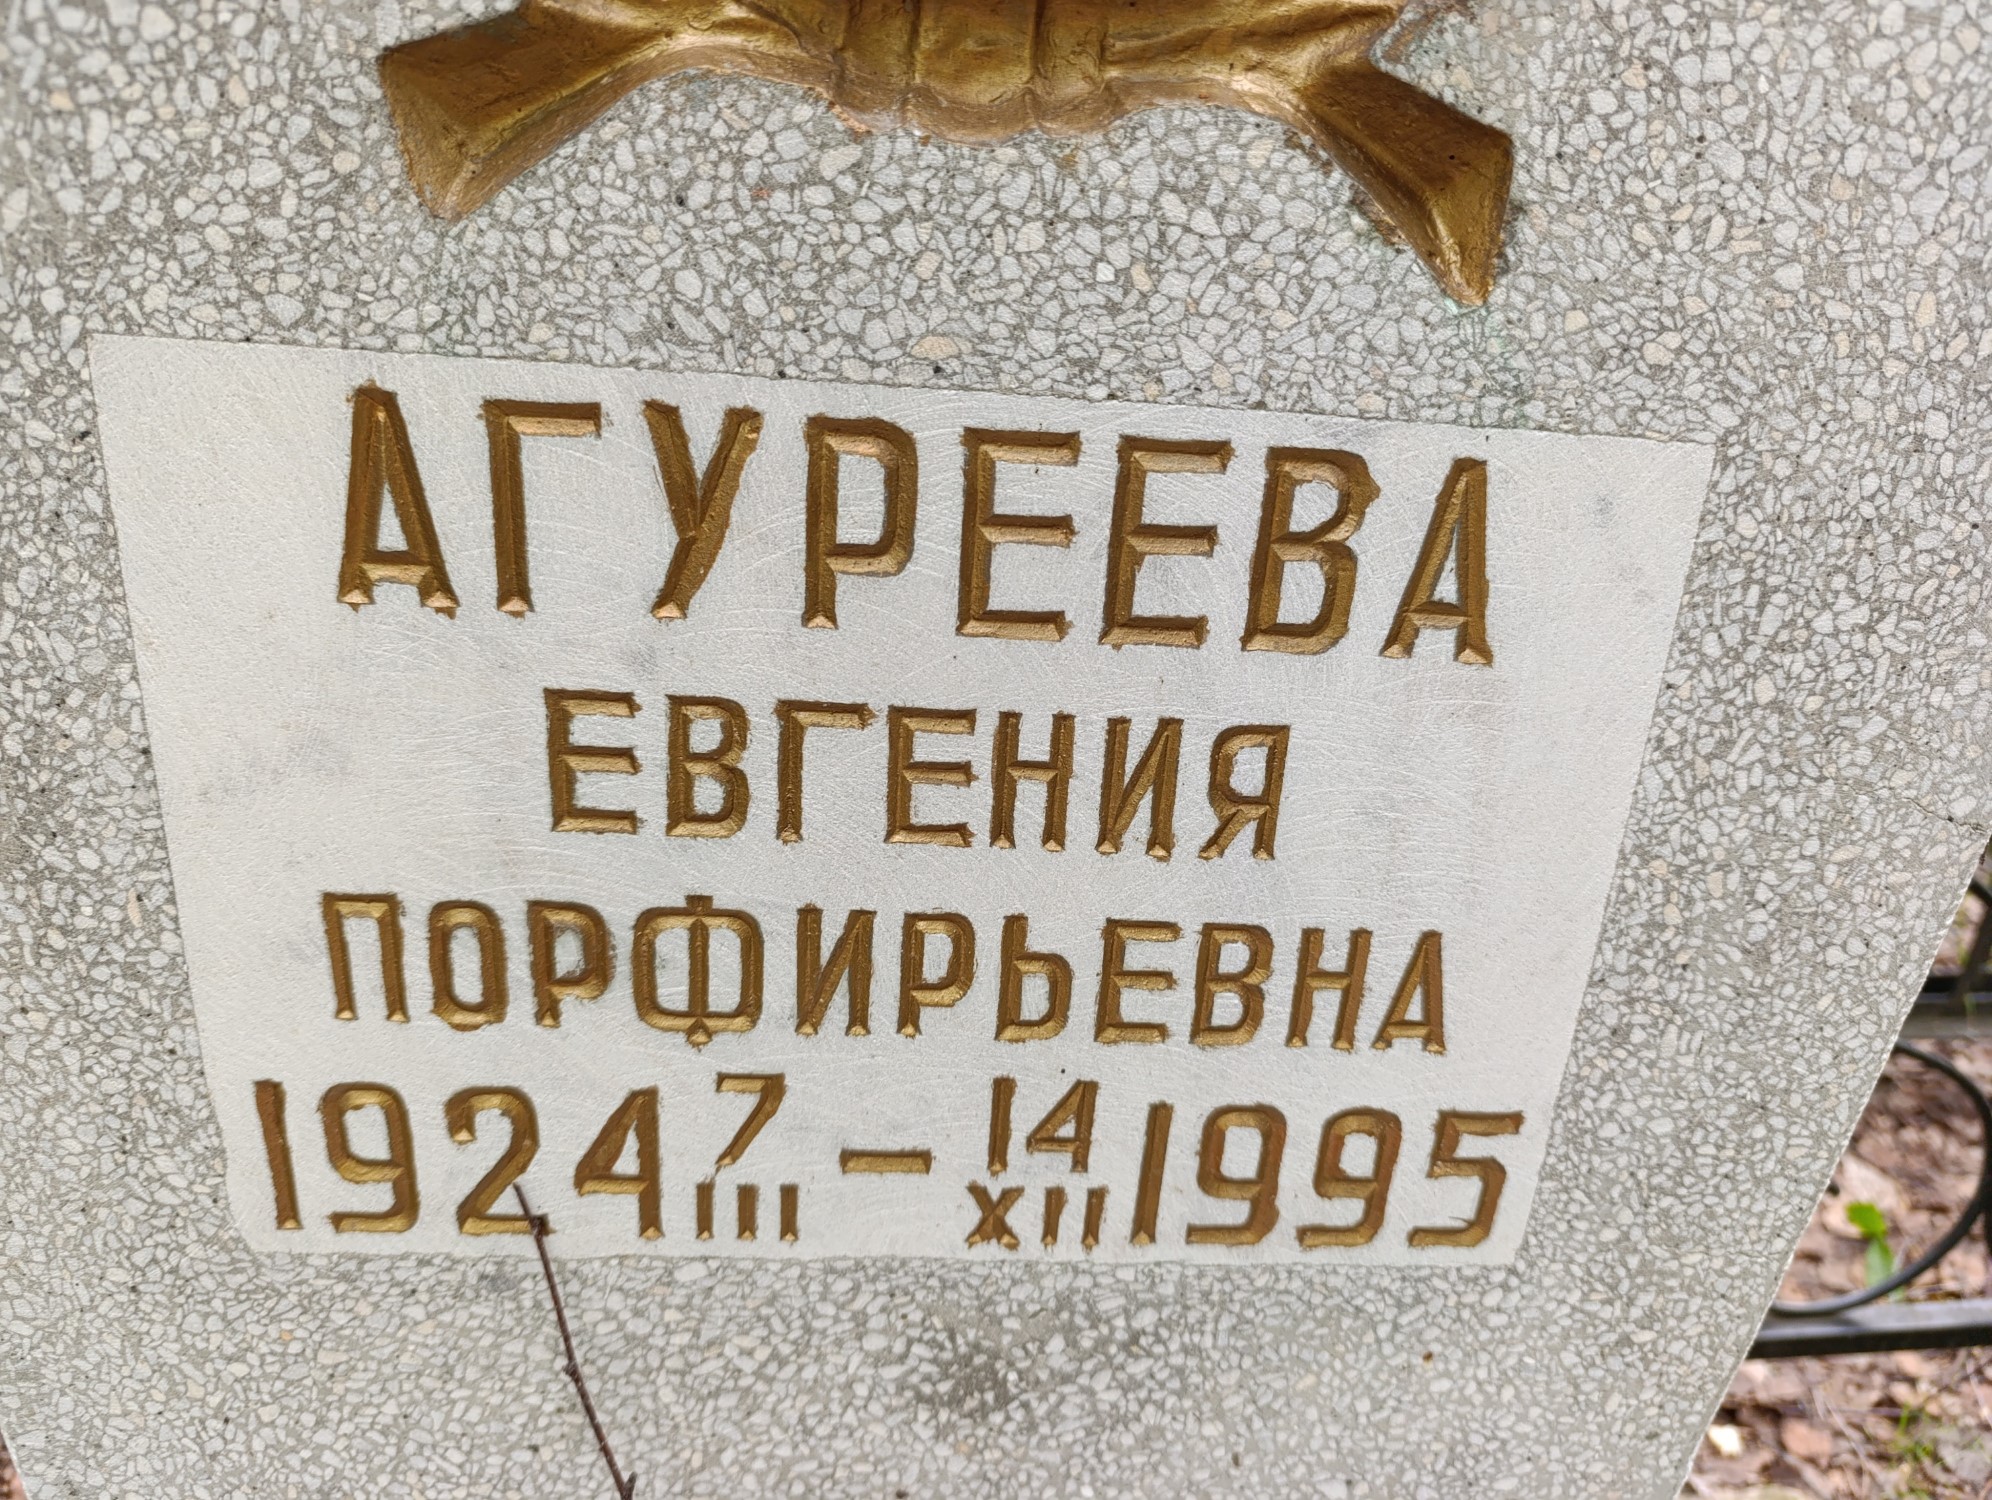 АГУРЕЕВА
ЕВГЕНИЯ
ПОРФИРЬЕВНА
1924 7/III – 14/XII 1995